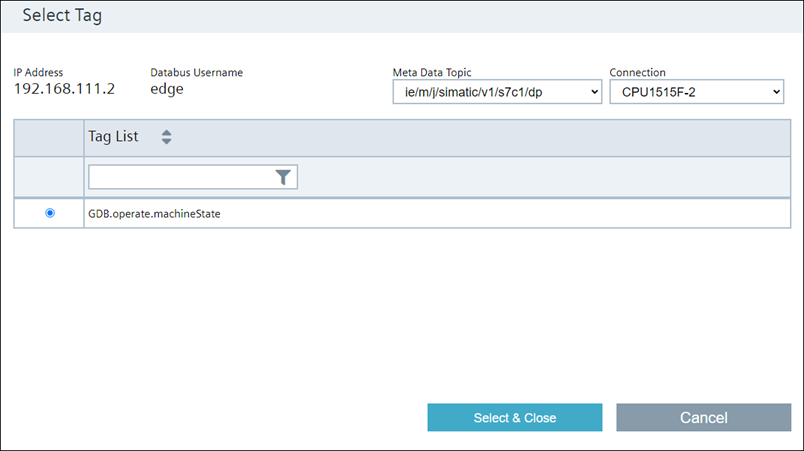 Select Tag
IP Address
192.168.111.2
Databus Username
edge
Meta Data Topic
ie/m/j/simatic/v1/s7c1/dp
Connection
CPU1515F-2
Tag List
GDB.operate.machineState
Select & Close
Cancel